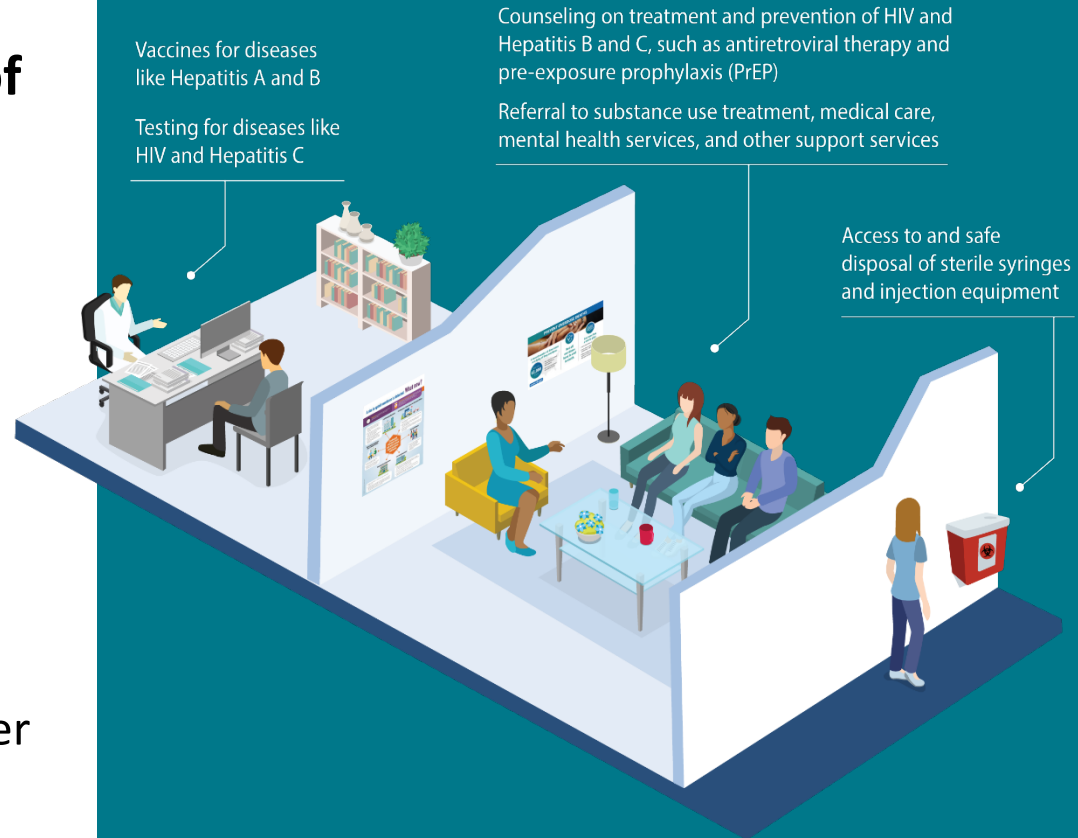 of
er
Vaccines for diseases
like Hepatitis A and B
Testing for diseases like
HIV and Hepatitis C
Counseling on treatment and prevention of HIV and
Hepatitis B and C, such as antiretroviral therapy and
pre-exposure prophylaxis (PrEP)
Referral to substance use treatment, medical care,
mental health services, and other support services
Access to and safe
disposal of sterile syringes
and injection equipment